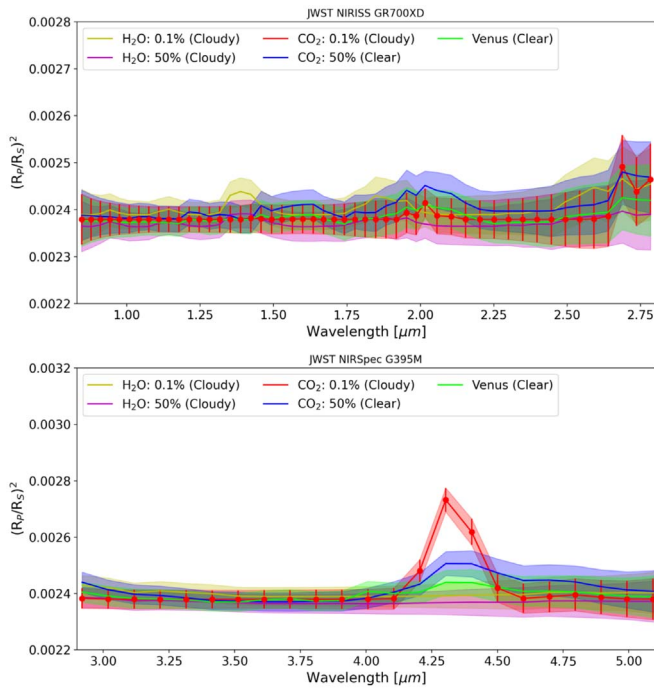 JWST NIRISS GR700XD
0.0028
H₂O: 0.1% (Cloudy) CO₂: 0.1% (Cloudy) Venus (Clear)
H₂O: 50% (Cloudy) CO₂: 50% (Clear)
0.0027
0.0026
0.0025
0.0024
0.0023
0.0022
(R_P/R_S)²
1.00 1.25 1.50 1.75 2.00 2.25 2.50 2.75
Wavelength [μm]
JWST NIRSpec G395M
0.0032
H₂O: 0.1% (Cloudy) CO₂: 0.1% (Cloudy) Venus (Clear)
H₂O: 50% (Cloudy) CO₂: 50% (Clear)
0.0030
0.0028
0.0026
0.0024
0.0022
(R_P/R_S)²
3.00 3.25 3.50 3.75 4.00 4.25 4.50 4.75 5.00
Wavelength [μm]